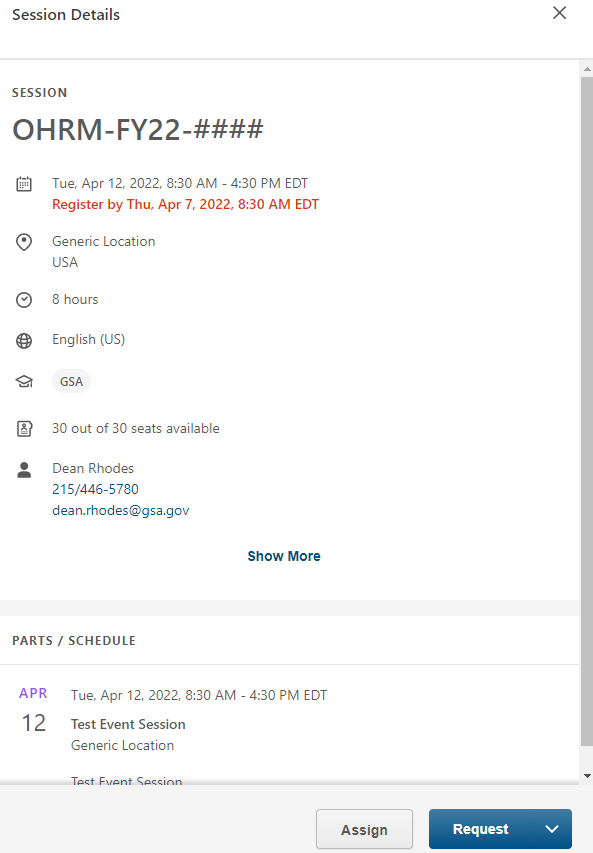 Session Details
SESSION
OHRM-FY22-####
Tue, Apr 12, 2022, 8:30 AM - 4:30 PM EDT
Register by Thu, Apr 7, 2022, 8:30 AM EDT
Generic Location
USA
8 hours
English (US)
GSA
30 out of 30 seats available
Dean Rhodes
215/446-5780
dean.rhodes@gsa.gov
Show More
PARTS / SCHEDULE
APR
12
Tue, Apr 12, 2022, 8:30 AM - 4:30 PM EDT
Test Event Session
Generic Location
Test Event Session
Assign
Request